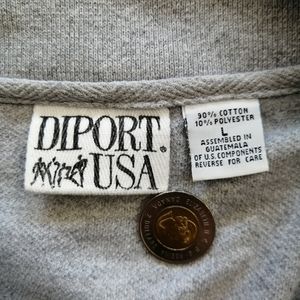 DIPORT
USA
®
90% COTTON
10% POLYESTER
L
ASSEMBLED IN
GUATEMALA
OF U.S. COMPONENTS
REVERSE FOR CARE